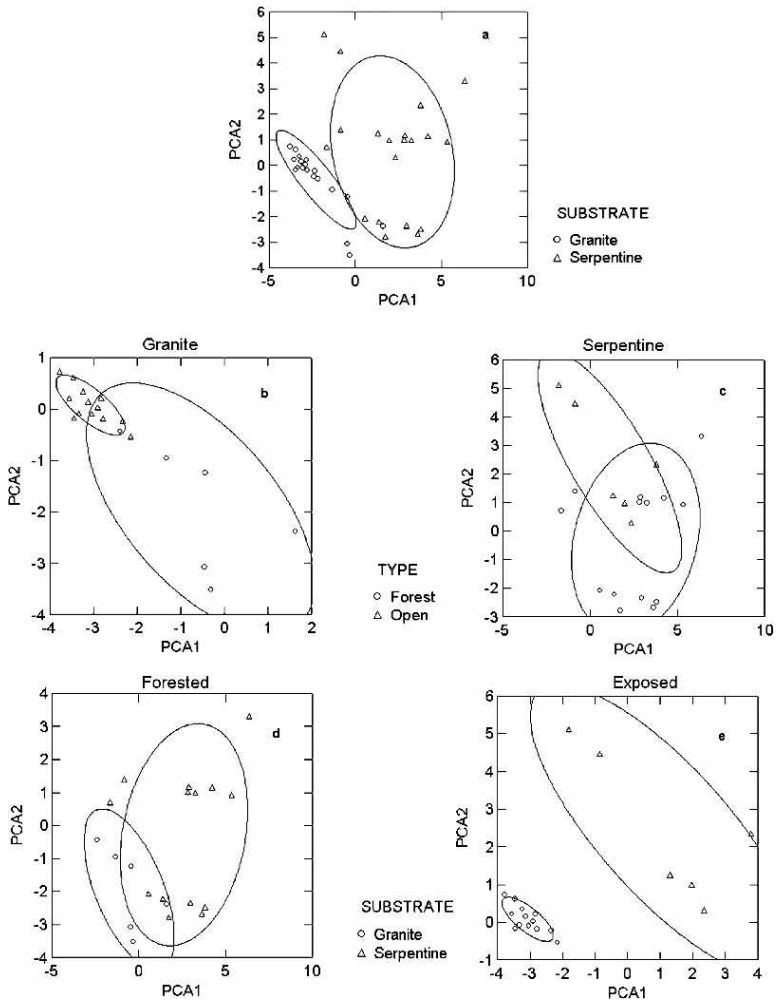 6
5
4
3
2
1
0
-1
-2
-3
-4
-5 0 5 10
PCA1
PCA2
a
SUBSTRATE
Granite
Serpentine
Granite
1
0
-1
-2
-3
-4
-4 -3 -2 -1 0 1 2
PCA1
PCA2
b
TYPE
Forest
Open
Serpentine
6
5
4
3
2
1
0
-1
-2
-3
0 5 10
PCA1
PCA2
c
Forested
4
3
2
1
0
-1
-2
-3
-4
-5 0 5 10
PCA1
PCA2
d
SUBSTRATE
Granite
Serpentine
Exposed
6
5
4
3
2
1
0
-1
-4 -3 -2 -1 0 1 2 3 4
PCA1
PCA2
e